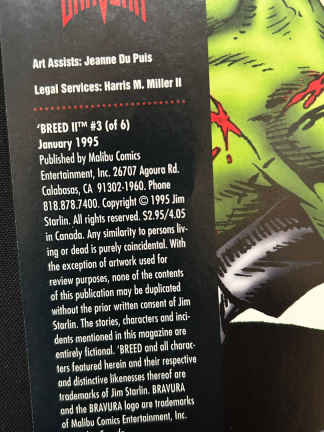 BRAVURA
Art Assists: Jeanne Du Puis
Legal Services: Harris M. Miller II
'BREED II™ #3 (of 6)
January 1995
Published by Malibu Comics
Entertainment, Inc. 26707 Agoura Rd.
Calabasas, CA 91302-1960. Phone
818.878.7400. Copyright © 1995 Jim
Starlin. All rights reserved. $2.95/4.05
in Canada. Any similarity to persons liv-
ing or dead is purely coincidental. With
the exception of artwork used for
review purposes, none of the contents
of this publication may be duplicated
without the prior written consent of Jim
Starlin. The stories, characters and inci-
dents mentioned in this magazine are
entirely fictional. 'BREED and all charac-
ters featured herein and their respective
and distinctive likenesses thereof are
trademarks of Jim Starlin. BRAVURA
and the BRAVURA logo are trademarks
of Malibu Comics Entertainment, Inc.